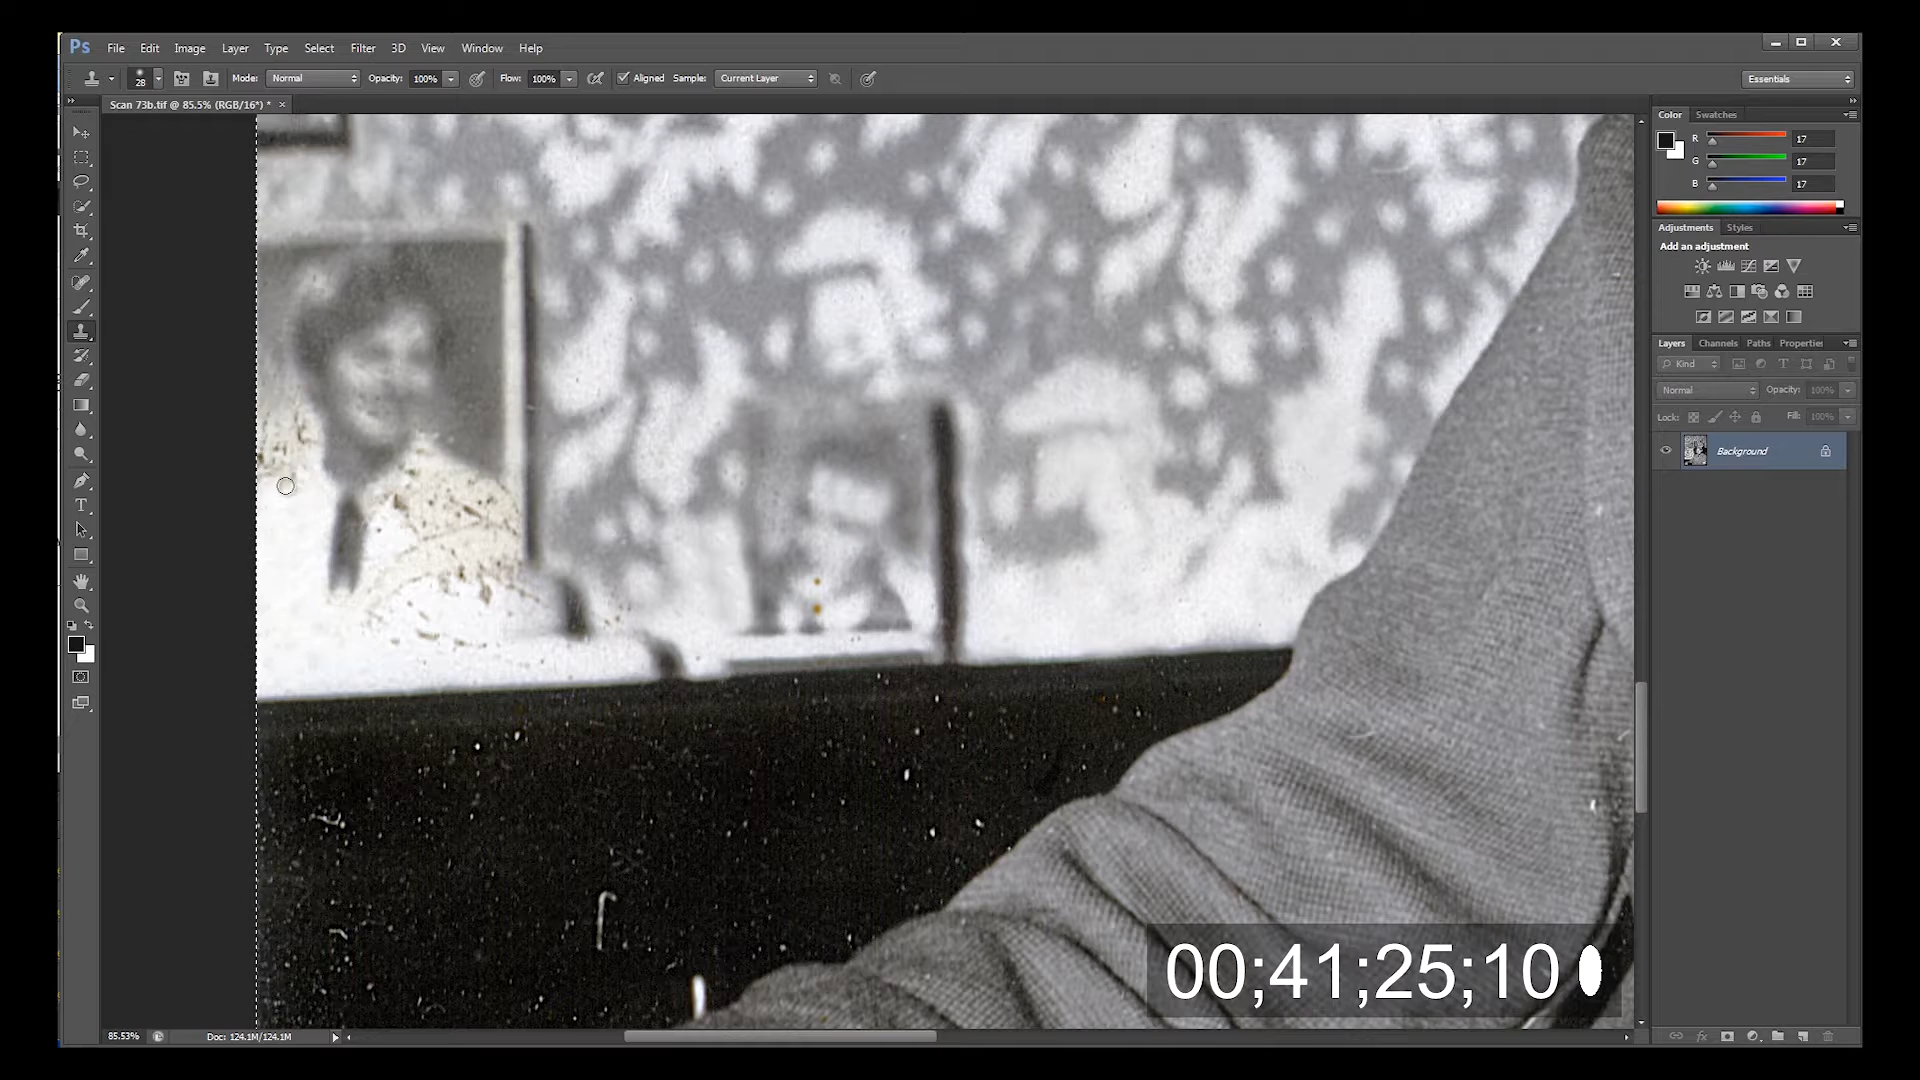 Ps File Edit Image Layer Type Select Filter 3D View Window Help
28 Mode: Normal Opacity: 100% Flow: 100% Aligned Sample: Current Layer Essentials
Scan 73b.tif @ 85.5% (RGB/16*) *
Color Swatches
R 17
G 17
B 17
Adjustments Styles
Add an adjustment
Layers Channels Paths Properties
Kind
Normal Opacity: 100%
Lock: Fill: 100%
Background
T
00;41;25;10
85.53% Doc: 124.1M/124.1M